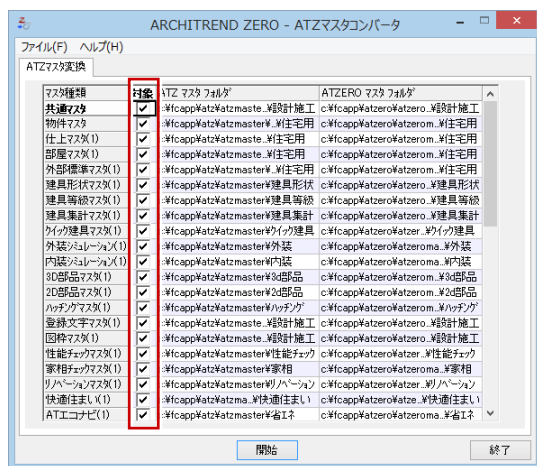 ARCHITREND ZERO - ATZマスタコンバータ
ファイル(F) ヘルプ(H)
ATZマスタ変換
マスタ種類 対象 ATZ マスタ フォルダ ATZERO マスタ フォルダ
共通マスタ :¥fcapp¥atz¥atzmaste..¥設計施工 c:¥fcapp¥atzero¥atzero..¥設計施工
物件マスタ :¥fcapp¥atz¥atzmaster¥..¥住宅用 c:¥fcapp¥atzero¥atzerom..¥住宅用
仕上マスタ(1) :¥fcapp¥atz¥atzmaste..¥住宅用 c:¥fcapp¥atzero¥atzerom..¥住宅用
部屋マスタ(1) :¥fcapp¥atz¥atzmaste..¥住宅用 c:¥fcapp¥atzero¥atzerom..¥住宅用
外部標準マスタ(1) :¥fcapp¥atz¥atzmaster¥..¥住宅用 c:¥fcapp¥atzero¥atzerom..¥住宅用
建具形状マスタ(1) :¥fcapp¥atz¥atzmaster¥建具形状 c:¥fcapp¥atzero¥atzero..¥建具形状
建具等級マスタ(1) :¥fcapp¥atz¥atzmaster¥建具等級 c:¥fcapp¥atzero¥atzero..¥建具等級
建具集計マスタ(1) :¥fcapp¥atz¥atzmaster¥建具集計 c:¥fcapp¥atzero¥atzero..¥建具集計
クイック建具マスタ(1) :¥fcapp¥atz¥atzmaster¥クイック建具 c:¥fcapp¥atzero¥atzer..¥クイック建具
外装シミュレーション(1) :¥fcapp¥atz¥atzmaster¥外装 c:¥fcapp¥atzero¥atzeroma..¥外装
内装シミュレーション(1) :¥fcapp¥atz¥atzmaster¥内装 c:¥fcapp¥atzero¥atzeroma..¥内装
3D部品マスタ(1) :¥fcapp¥atz¥atzmaster¥3d部品 c:¥fcapp¥atzero¥atzerom..¥3d部品
2D部品マスタ(1) :¥fcapp¥atz¥atzmaster¥2d部品 c:¥fcapp¥atzero¥atzerom..¥2d部品
ハッチングマスタ(1) :¥fcapp¥atz¥atzmaster¥ハッチング c:¥fcapp¥atzero¥atzerom..¥ハッチング
登録文字マスタ(1) :¥fcapp¥atz¥atzmaste..¥設計施工 c:¥fcapp¥atzero¥atzero..¥設計施工
図枠マスタ(1) :¥fcapp¥atz¥atzmaste..¥設計施工 c:¥fcapp¥atzero¥atzero..¥設計施工
性能チェックマスタ(1) :¥fcapp¥atz¥atzmaster¥性能チェック c:¥fcapp¥atzero¥atzer..¥性能チェック
家相チェックマスタ(1) :¥fcapp¥atz¥atzmaster¥家相 c:¥fcapp¥atzero¥atzeroma..¥家相
リノベーションマスタ(1) :¥fcapp¥atz¥atzmaster¥リノベーション c:¥fcapp¥atzero¥atzer..¥リノベーション
快適住まい(1) :¥fcapp¥atz¥atzma..¥快適住まい c:¥fcapp¥atzero¥atze..¥快適住まい
ATエコナビ(1) :¥fcapp¥atz¥atzmaster¥省エネ c:¥fcapp¥atzero¥atzeroma..¥省エネ
開始 終了